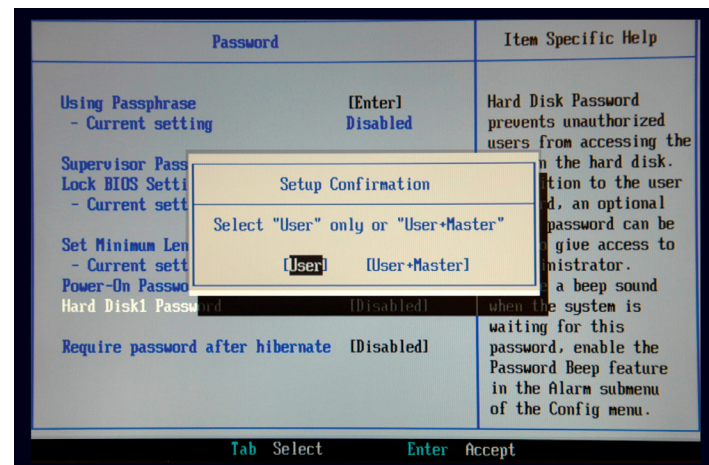 Password
Using Passphrase [Enter]
- Current setting Disabled
Supervisor Pass
Lock BIOS Setti
- Current sett
Set Minimum Len
- Current sett
Power-On Passwo
Hard Disk1 Password [Disabled]
Require password after hibernate [Disabled]
Setup Confirmation
Select "User" only or "User+Master"
[User] [User+Master]
Item Specific Help
Hard Disk Password
prevents unauthorized
users from accessing the
n the hard disk.
tion to the user
d, an optional
password can be
give access to
inistrator.
a beep sound
when the system is
waiting for this
password, enable the
Password Beep feature
in the Alarm submenu
of the Config menu.
Tab Select Enter Accept